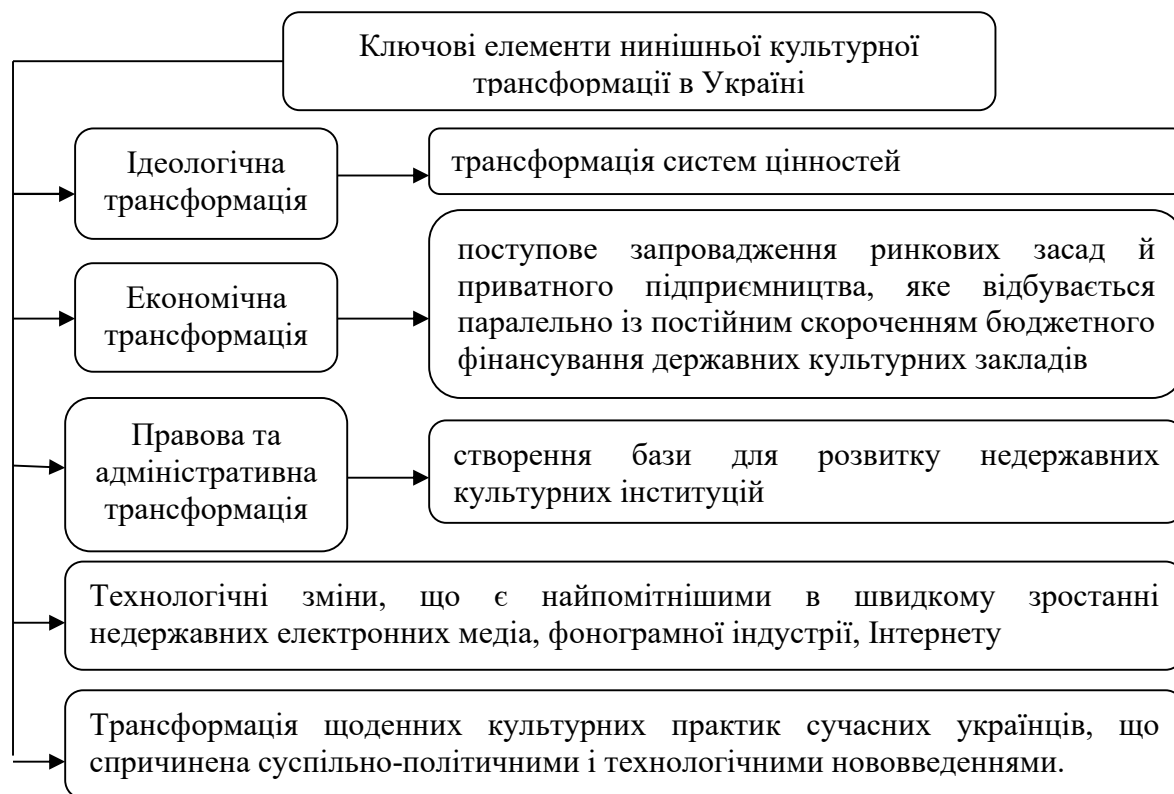 Ключові елементи нинішньої культурної
трансформації в Україні
Ідеологічна
трансформація
трансформація систем цінностей
Економічна
трансформація
поступове запровадження ринкових засад й
приватного підприємництва, яке відбувається
паралельно із постійним скороченням бюджетного
фінансування державних культурних закладів
Правова та
адміністративна
трансформація
створення бази для розвитку недержавних
культурних інституцій
Технологічні зміни, що є найпомітнішими в швидкому зростанні
недержавних електронних медіа, фонограмної індустрії, Інтернету
Трансформація щоденних культурних практик сучасних українців, що
спричинена суспільно-політичними і технологічними нововведеннями.